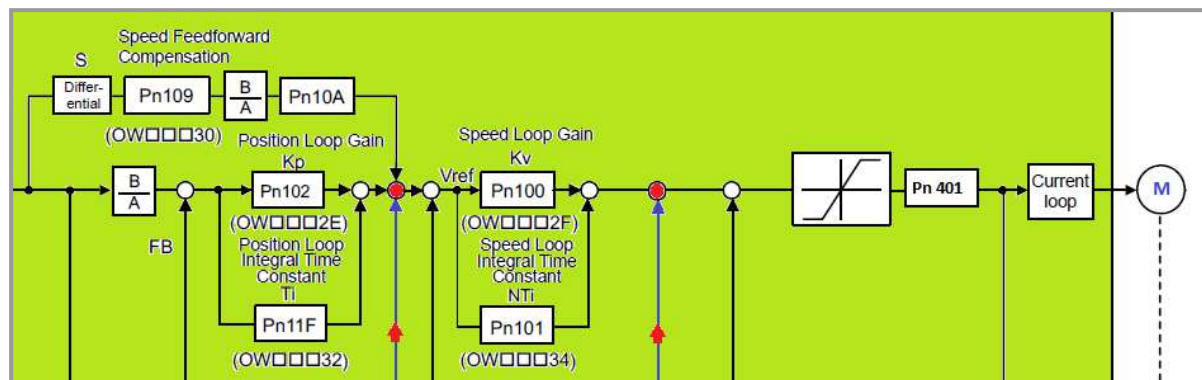 Speed Feedforward
Compensation
S
Differ-
ential
Pn109
B
A
Pn10A
(OW□□□30)
Position Loop Gain
Kp
B
A
Pn102
(OW□□□2E)
FB
Position Loop
Integral Time
Constant
Ti
Pn11F
(OW□□□32)
Vref
Speed Loop Gain
Kv
Pn100
(OW□□□2F)
Speed Loop
Integral Time
Constant
NTi
Pn101
(OW□□□34)
Pn 401
Current
loop
M